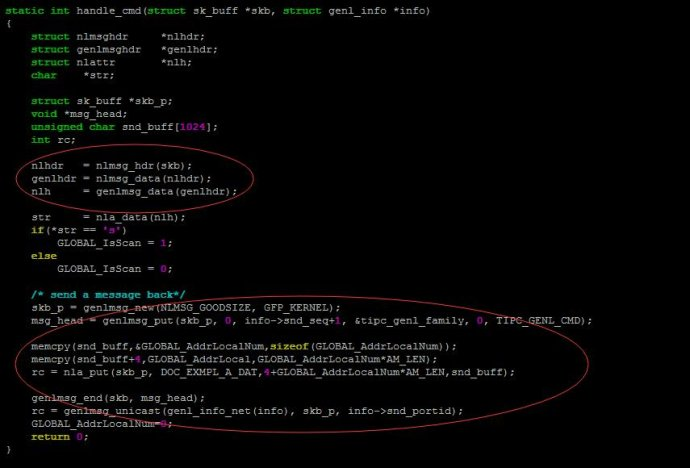 static int handle_cmd(struct sk_buff *skb, struct genl_info *info)
{
    struct nlmsghdr     *nlhdr;
    struct genlmsghdr   *genlhdr;
    struct nlattr       *nlh;
    char    *str;

    struct sk_buff *skb_p;
    void *msg_head;
    unsigned char snd_buff[1024];
    int rc;

    nlhdr   = nlmsg_hdr(skb);
    genlhdr = nlmsg_data(nlhdr);
    nlh     = genlmsg_data(genlhdr);

    str     = nla_data(nlh);
    if(*str == 's')
        GLOBAL_IsScan = 1;
    else
        GLOBAL_IsScan = 0;

    /* send a message back*/
    skb_p = genlmsg_new(NLMSG_GOODSIZE, GFP_KERNEL);
    msg_head = genlmsg_put(skb_p, 0, info->snd_seq+1, &tipc_genl_family, 0, TIPC_GENL_CMD);

    memcpy(snd_buff,&GLOBAL_AddrLocalNum,sizeof(GLOBAL_AddrLocalNum));
    memcpy(snd_buff+4,GLOBAL_AddrLocal,GLOBAL_AddrLocalNum*AM_LEN);
    rc = nla_put(skb_p, DOC_EXMPL_A_DAT,4+GLOBAL_AddrLocalNum*AM_LEN,snd_buff);

    genlmsg_end(skb, msg_head);
    rc = genlmsg_unicast(genl_info_net(info), skb_p, info->snd_portid);
    GLOBAL_AddrLocalNum=0;
    return 0;
}